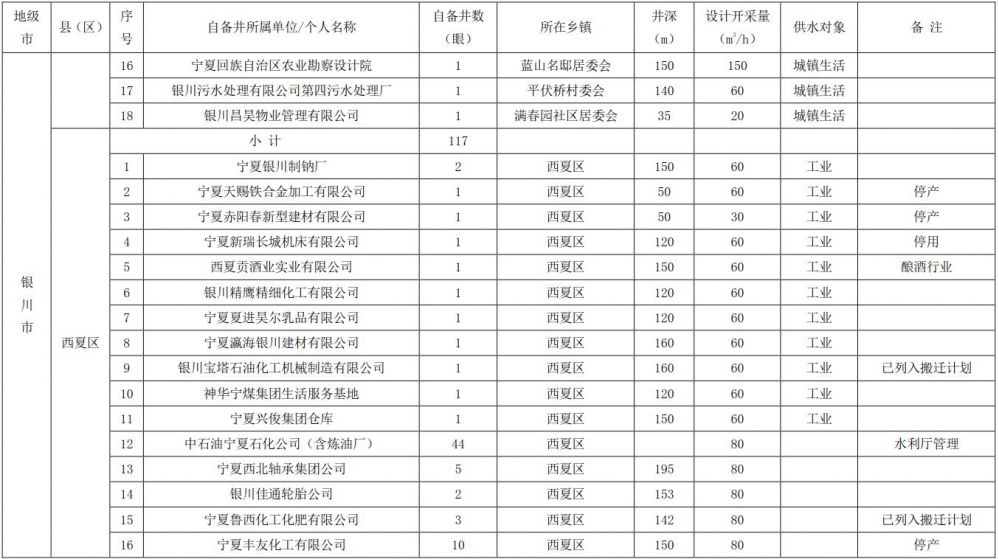 地级市 县（区） 序号 自备井所属单位/个人名称 自备井数（眼） 所在乡镇 井深（m） 设计开采量（m³/h） 供水对象 备 注
16 宁夏回族自治区农业勘察设计院 1 蓝山名邸居委会 150 150 城镇生活
17 银川污水处理有限公司第四污水处理厂 1 平伏桥村委会 140 60 城镇生活
18 银川昌昊物业管理有限公司 1 满春园社区居委会 35 20 城镇生活
银川市
西夏区
小 计 117
1 宁夏银川制钠厂 2 西夏区 150 60 工业
2 宁夏天赐铁合金加工有限公司 1 西夏区 50 60 工业 停产
3 宁夏赤阳春新型建材有限公司 1 西夏区 50 30 工业 停产
4 宁夏新瑞长城机床有限公司 1 西夏区 120 60 工业 停用
5 西夏贡酒业实业有限公司 1 西夏区 150 60 工业 酿酒行业
6 银川精鹰精细化工有限公司 1 西夏区 120 60 工业
7 宁夏夏进昊尔乳品有限公司 1 西夏区 120 60 工业
8 宁夏瀛海银川建材有限公司 1 西夏区 160 60 工业
9 银川宝塔石油化工机械制造有限公司 1 西夏区 160 60 工业 已列入搬迁计划
10 神华宁煤集团生活服务基地 1 西夏区 120 60 工业
11 宁夏兴俊集团仓库 1 西夏区 150 60 工业
12 中石油宁夏石化公司（含炼油厂） 44 西夏区 80 水利厅管理
13 宁夏西北轴承集团公司 5 西夏区 195 80
14 银川佳通轮胎公司 2 西夏区 153 80
15 宁夏鲁西化工化肥有限公司 3 西夏区 142 80 已列入搬迁计划
16 宁夏丰友化工有限公司 10 西夏区 150 80 停产